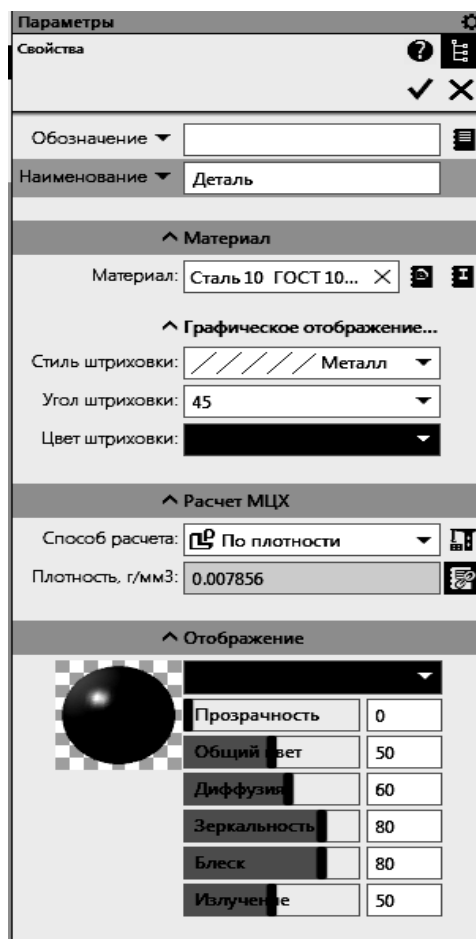 Параметры
Свойства
Обозначение
Наименование Деталь
Материал
Материал: Сталь 10 ГОСТ 10...
Графическое отображение...
Стиль штриховки: Металл
Угол штриховки: 45
Цвет штриховки:
Расчет МЦХ
Способ расчета: По плотности
Плотность, г/мм3: 0.007856
Отображение
Прозрачность 0
Общий цвет 50
Диффузия 60
Зеркальность 80
Блеск 80
Излучение 50